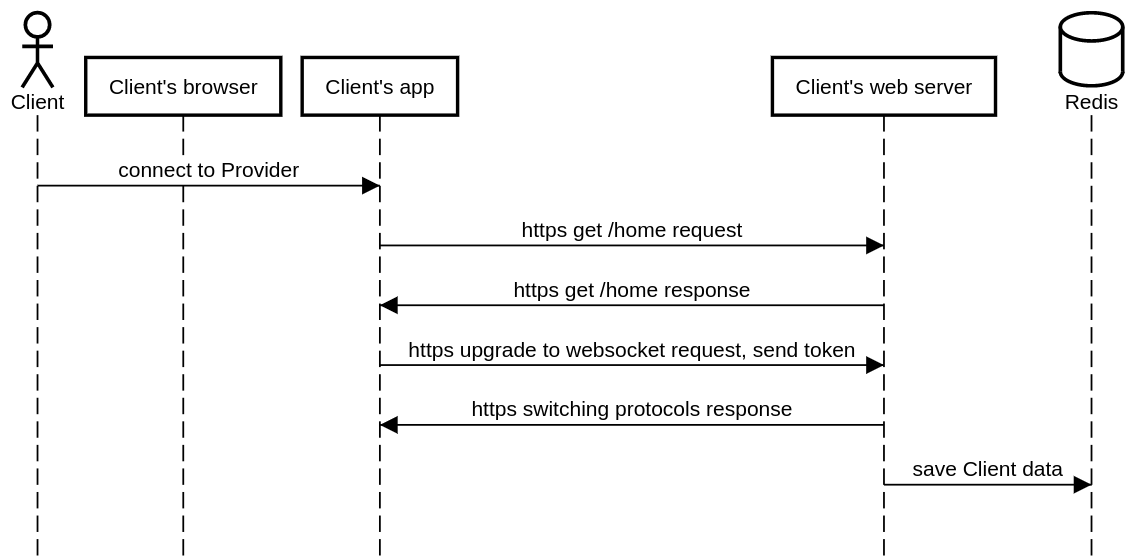 Client
Client's browser
Client's app
Client's web server
Redis
connect to Provider
https get /home request
https get /home response
https upgrade to websocket request, send token
https switching protocols response
save Client data